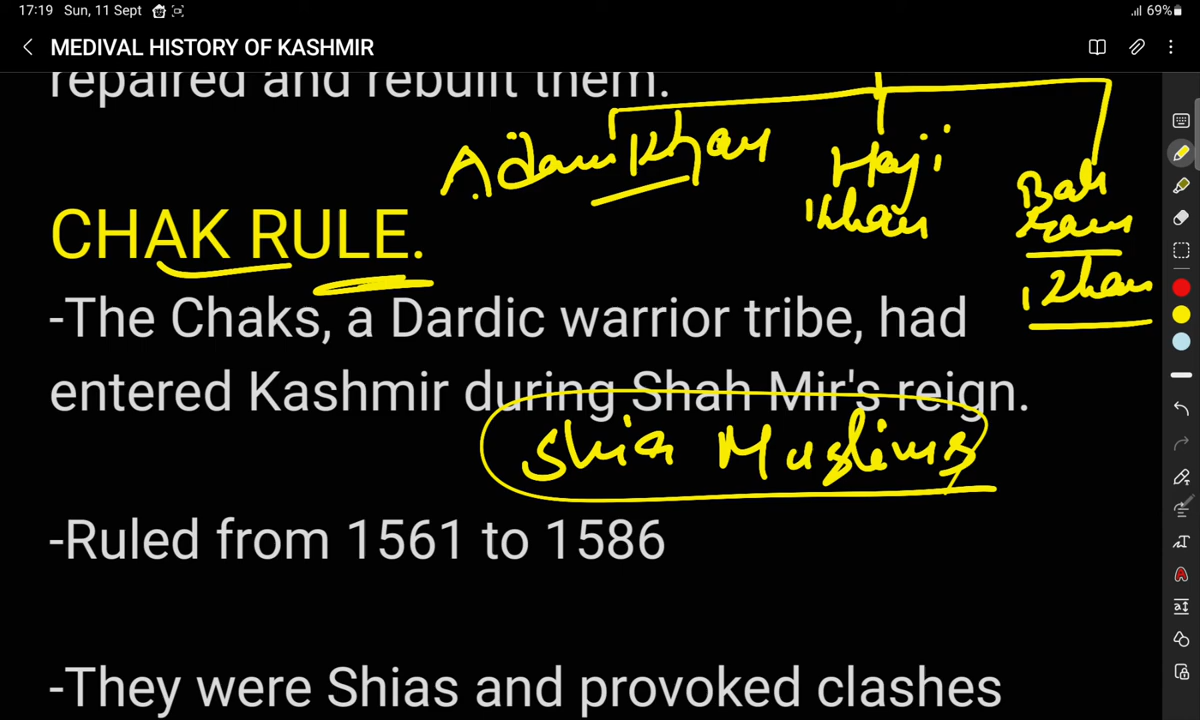 17:19 Sun, 11 Sept 69%
MEDIVAL HISTORY OF KASHMIR
repaired and rebuilt them.
Adam Khan Haji Khan Bahram Khan
CHAK RULE.
-The Chaks, a Dardic warrior tribe, had
entered Kashmir during Shah Mir's reign.
Shia Muslims
-Ruled from 1561 to 1586
-They were Shias and provoked clashes